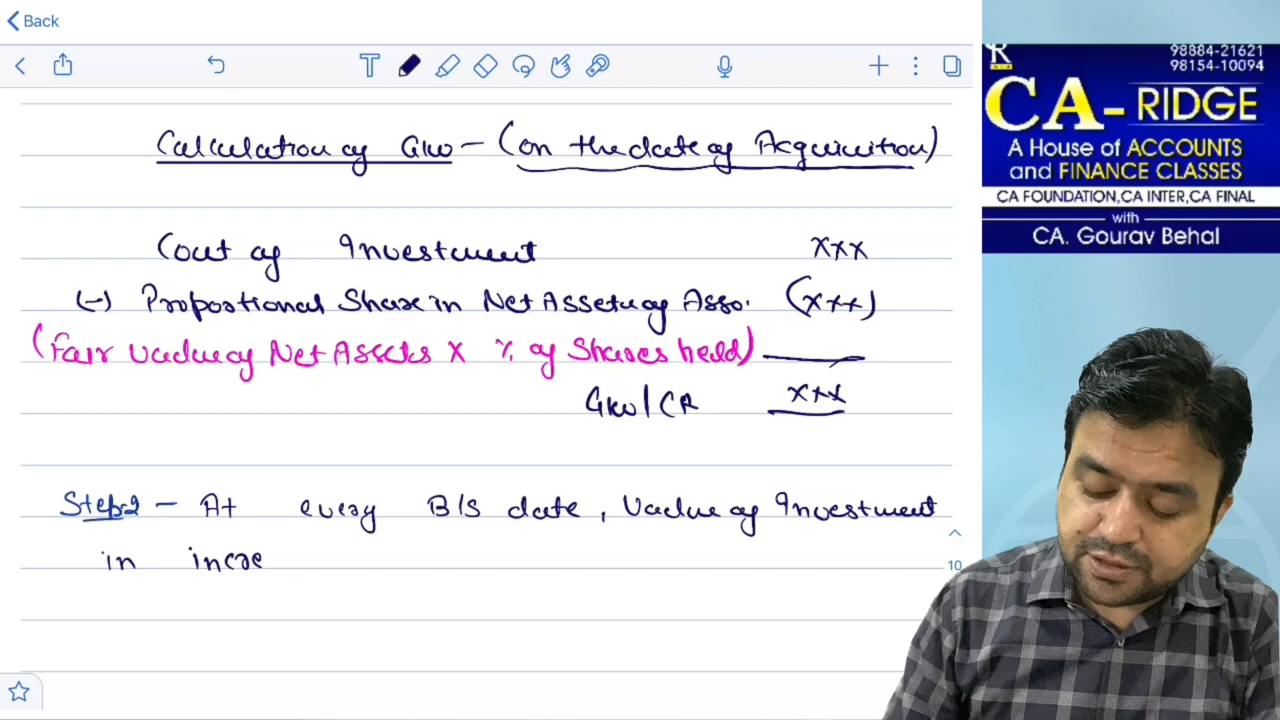 Back
Calculation of GW - (on the date of Acquisition)
Cost of Investment xxx
(-) Proportional Share in Net Assets of Asso. (xxx)
(Fair Value of Net Assets x % of Shares held)
GW/CR xxx
Step-2 - At every B/S date, Value of Investment
is incre
10
R
98884-21621
98154-10094
CA- RIDGE
A House of ACCOUNTS
and FINANCE CLASSES
CA FOUNDATION,CA INTER,CA FINAL
with
CA. Gourav Behal